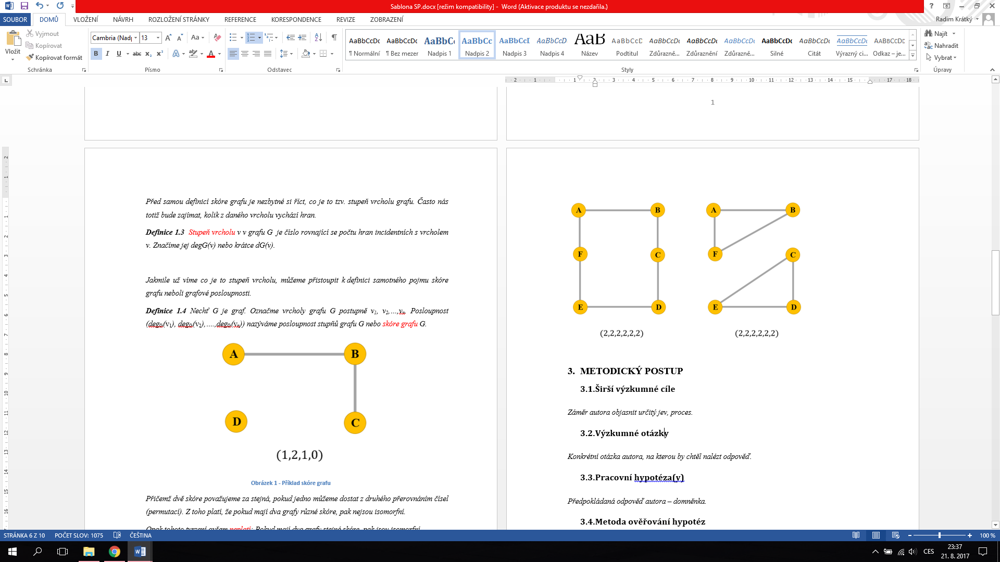 Sablona SP.docx [režim kompatibility] - Word (Aktivace produktu se nezdařila.)
SOUBOR DOMŮ VLOŽENÍ NÁVRH ROZLOŽENÍ STRÁNKY REFERENCE KORESPONDENCE REVIZE ZOBRAZENÍ Radim Krátký
Vložit
Vyjmout
Kopírovat
Kopírovat formát
Schránka
Cambria (Nadp 13
Písmo
Odstavec
AaBbCcDc AaBbCcDc AaBbCc AaBbCc AaBbCcI AaBbCcD AaB AaBbCcD AaBbCcDc AaBbCcDc AaBbCcDc AaBbCcDc AaBbCcDc AaBbCcDc AABBCCDE
¶ Normální ¶ Bez mezer Nadpis 1 Nadpis 2 Nadpis 3 Nadpis 4 Název Podtitul Zdůrazně... Zdůraznění Zdůrazně... Silné Citát Výrazný ci... Odkaz – je...
Styly
Najít
Nahradit
Vybrat
Úpravy
2 1 1 2 3 4 5 6 7 8 9 10 11 12 13 14 15 17 18
1
Před samou definicí skóre grafu je nezbytné si říct, co je to tzv. stupeň vrcholu grafu. Často nás
totiž bude zajímat, kolik z daného vrcholu vychází hran.
Definice 1.3 Stupeň vrcholu v v grafu G je číslo rovnající se počtu hran incidentních s vrcholem
v. Značíme jej degG(v) nebo krátce dG(v).
Jakmile už víme co je to stupeň vrcholu, můžeme přistoupit k definici samotného pojmu skóre
grafu neboli grafové posloupnosti.
Definice 1.4 Nechť G je graf. Označme vrcholy grafu G postupně v1, v2,...,vn. Posloupnost
(degG(v1), degG(v2),....,degG(vn)) nazýváme posloupnost stupňů grafu G nebo skóre grafu G.
A B
D C
(1,2,1,0)
Obrázek 1 - Příklad skóre grafu
Přičemž dvě skóre považujeme za stejná, pokud jedno můžeme dostat z druhého přerovnáním čísel
(permutací). Z toho platí, že pokud mají dva grafy různé skóre, pak nejsou isomorfní.
Opak tohoto tvrzení ovšem neplatí: Pokud mají dva grafy stejné skóre, pak jsou isomorfní.
A B A B
F C F C
E D E D
(2,2,2,2,2,2) (2,2,2,2,2,2)
3. METODICKÝ POSTUP
3.1.Širší výzkumné cíle
Záměr autora objasnit určitý jev, proces.
3.2.Výzkumné otázky
Konkrétní otázka autora, na kterou by chtěl nalézt odpověď.
3.3.Pracovní hypotéza(y)
Předpokládaná odpověď autora – domněnka.
3.4.Metoda ověřování hypotéz
STRÁNKA 6 Z 10 POČET SLOV: 1075 ČEŠTINA 100 %
CES 23:37
21. 8. 2017